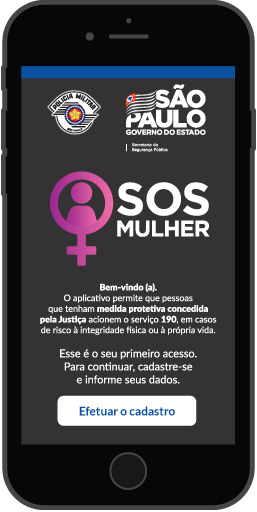 POLÍCIA MILITAR
SÃO
PAULO
GOVERNO DO ESTADO
Secretaria da
Segurança Pública
SOS
MULHER
Bem-vindo (a).
O aplicativo permite que pessoas
que tenham medida protetiva concedida
pela Justiça acionem o serviço 190, em casos
de risco à integridade física ou à própria vida.
Esse é o seu primeiro acesso.
Para continuar, cadastre-se
e informe seus dados.
Efetuar o cadastro